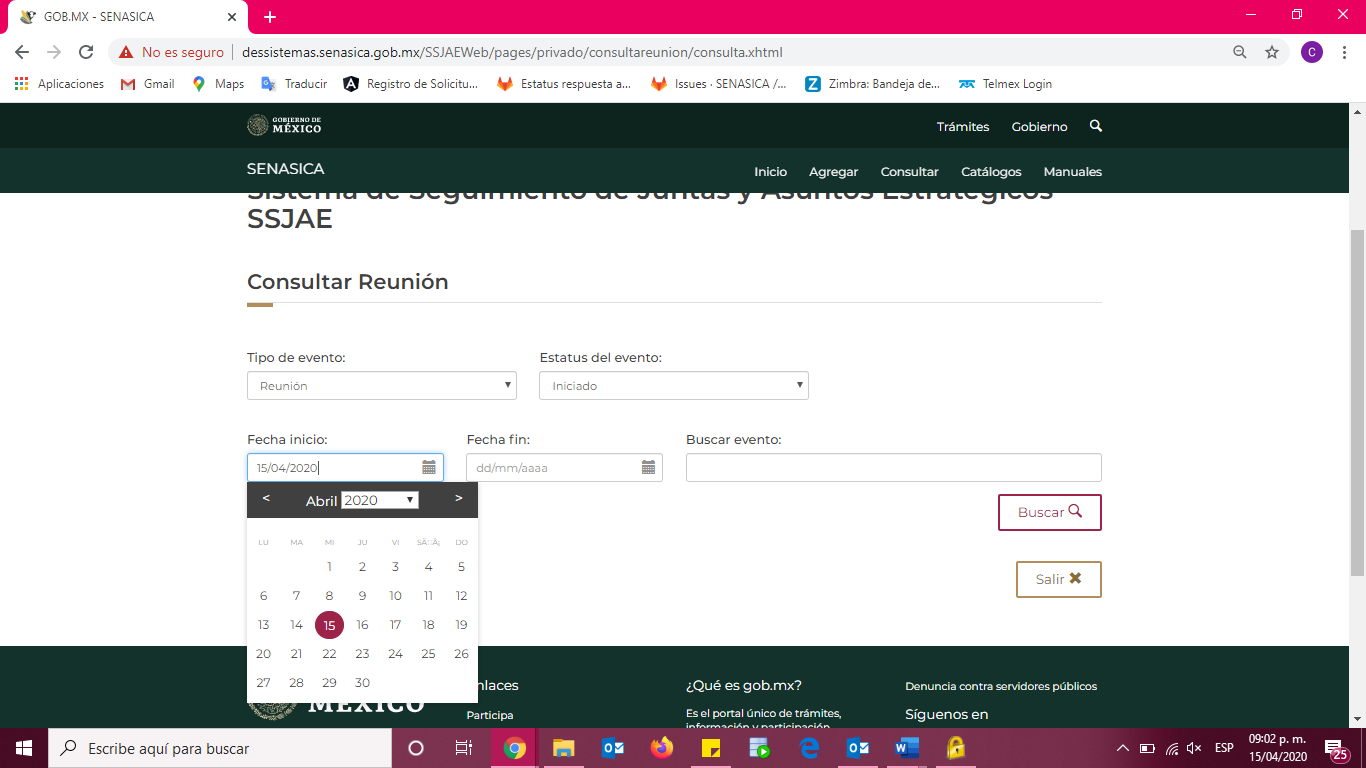 GOB.MX - SENASICA
No es seguro
dessistemas.senasica.gob.mx/SSJAEWeb/pages/privado/consultareunion/consulta.xhtml
C
Aplicaciones
Gmail
Maps
Traducir
Registro de Solicitu...
Estatus respuesta a...
Issues · SENASICA /...
Zimbra: Bandeja de...
Telmex Login
GOBIERNO DE
MÉXICO
Trámites
Gobierno
SENASICA
Inicio
Agregar
Consultar
Catálogos
Manuales
Sistema de Seguimiento de Juntas y Asuntos Estratégicos
SSJAE
Consultar Reunión
Tipo de evento:
Estatus del evento:
Reunión
Iniciado
Fecha inicio:
Fecha fin:
Buscar evento:
15/04/2020
dd/mm/aaaa
< Abril 2020 >
Buscar
LU MA MI JU VI DO
1 2 3 4 5
6 7 8 9 10 11 12
13 14 15 16 17 18 19
20 21 22 23 24 25 26
27 28 29 30
Salir
MÉXICO
nlaces
Participa
¿Qué es gob.mx?
Es el portal único de trámites,
información y participación
Denuncia contra servidores públicos
Síguenos en
Escribe aquí para buscar
ESP
09:02 p. m.
15/04/2020
25